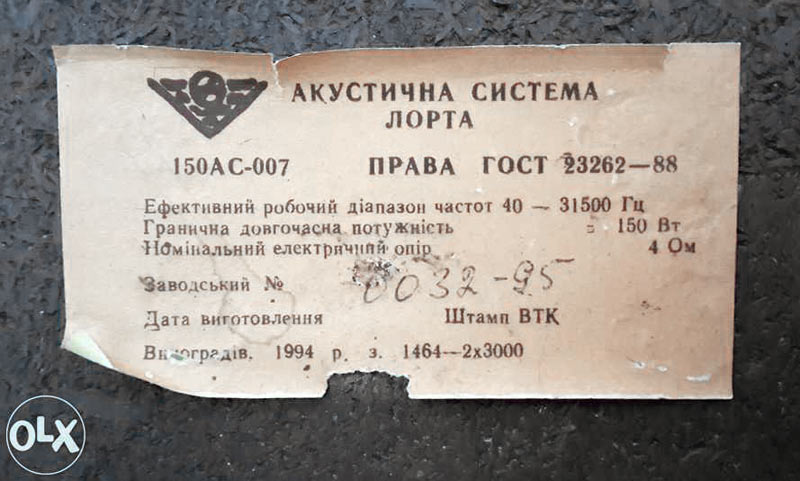 АКУСТИЧНА СИСТЕМА
ЛОРТА
150АС-007 ПРАВА ГОСТ 23262—88
Ефективний робочий діапазон частот 40 — 31500 Гц
Гранична довгочасна потужність = 150 Вт
Номінальний електричний опір 4 Ом
Заводський № 0032-95
Дата виготовлення Штамп ВТК
Виноградів. 1994 р з. 1464—2х3000
OLX